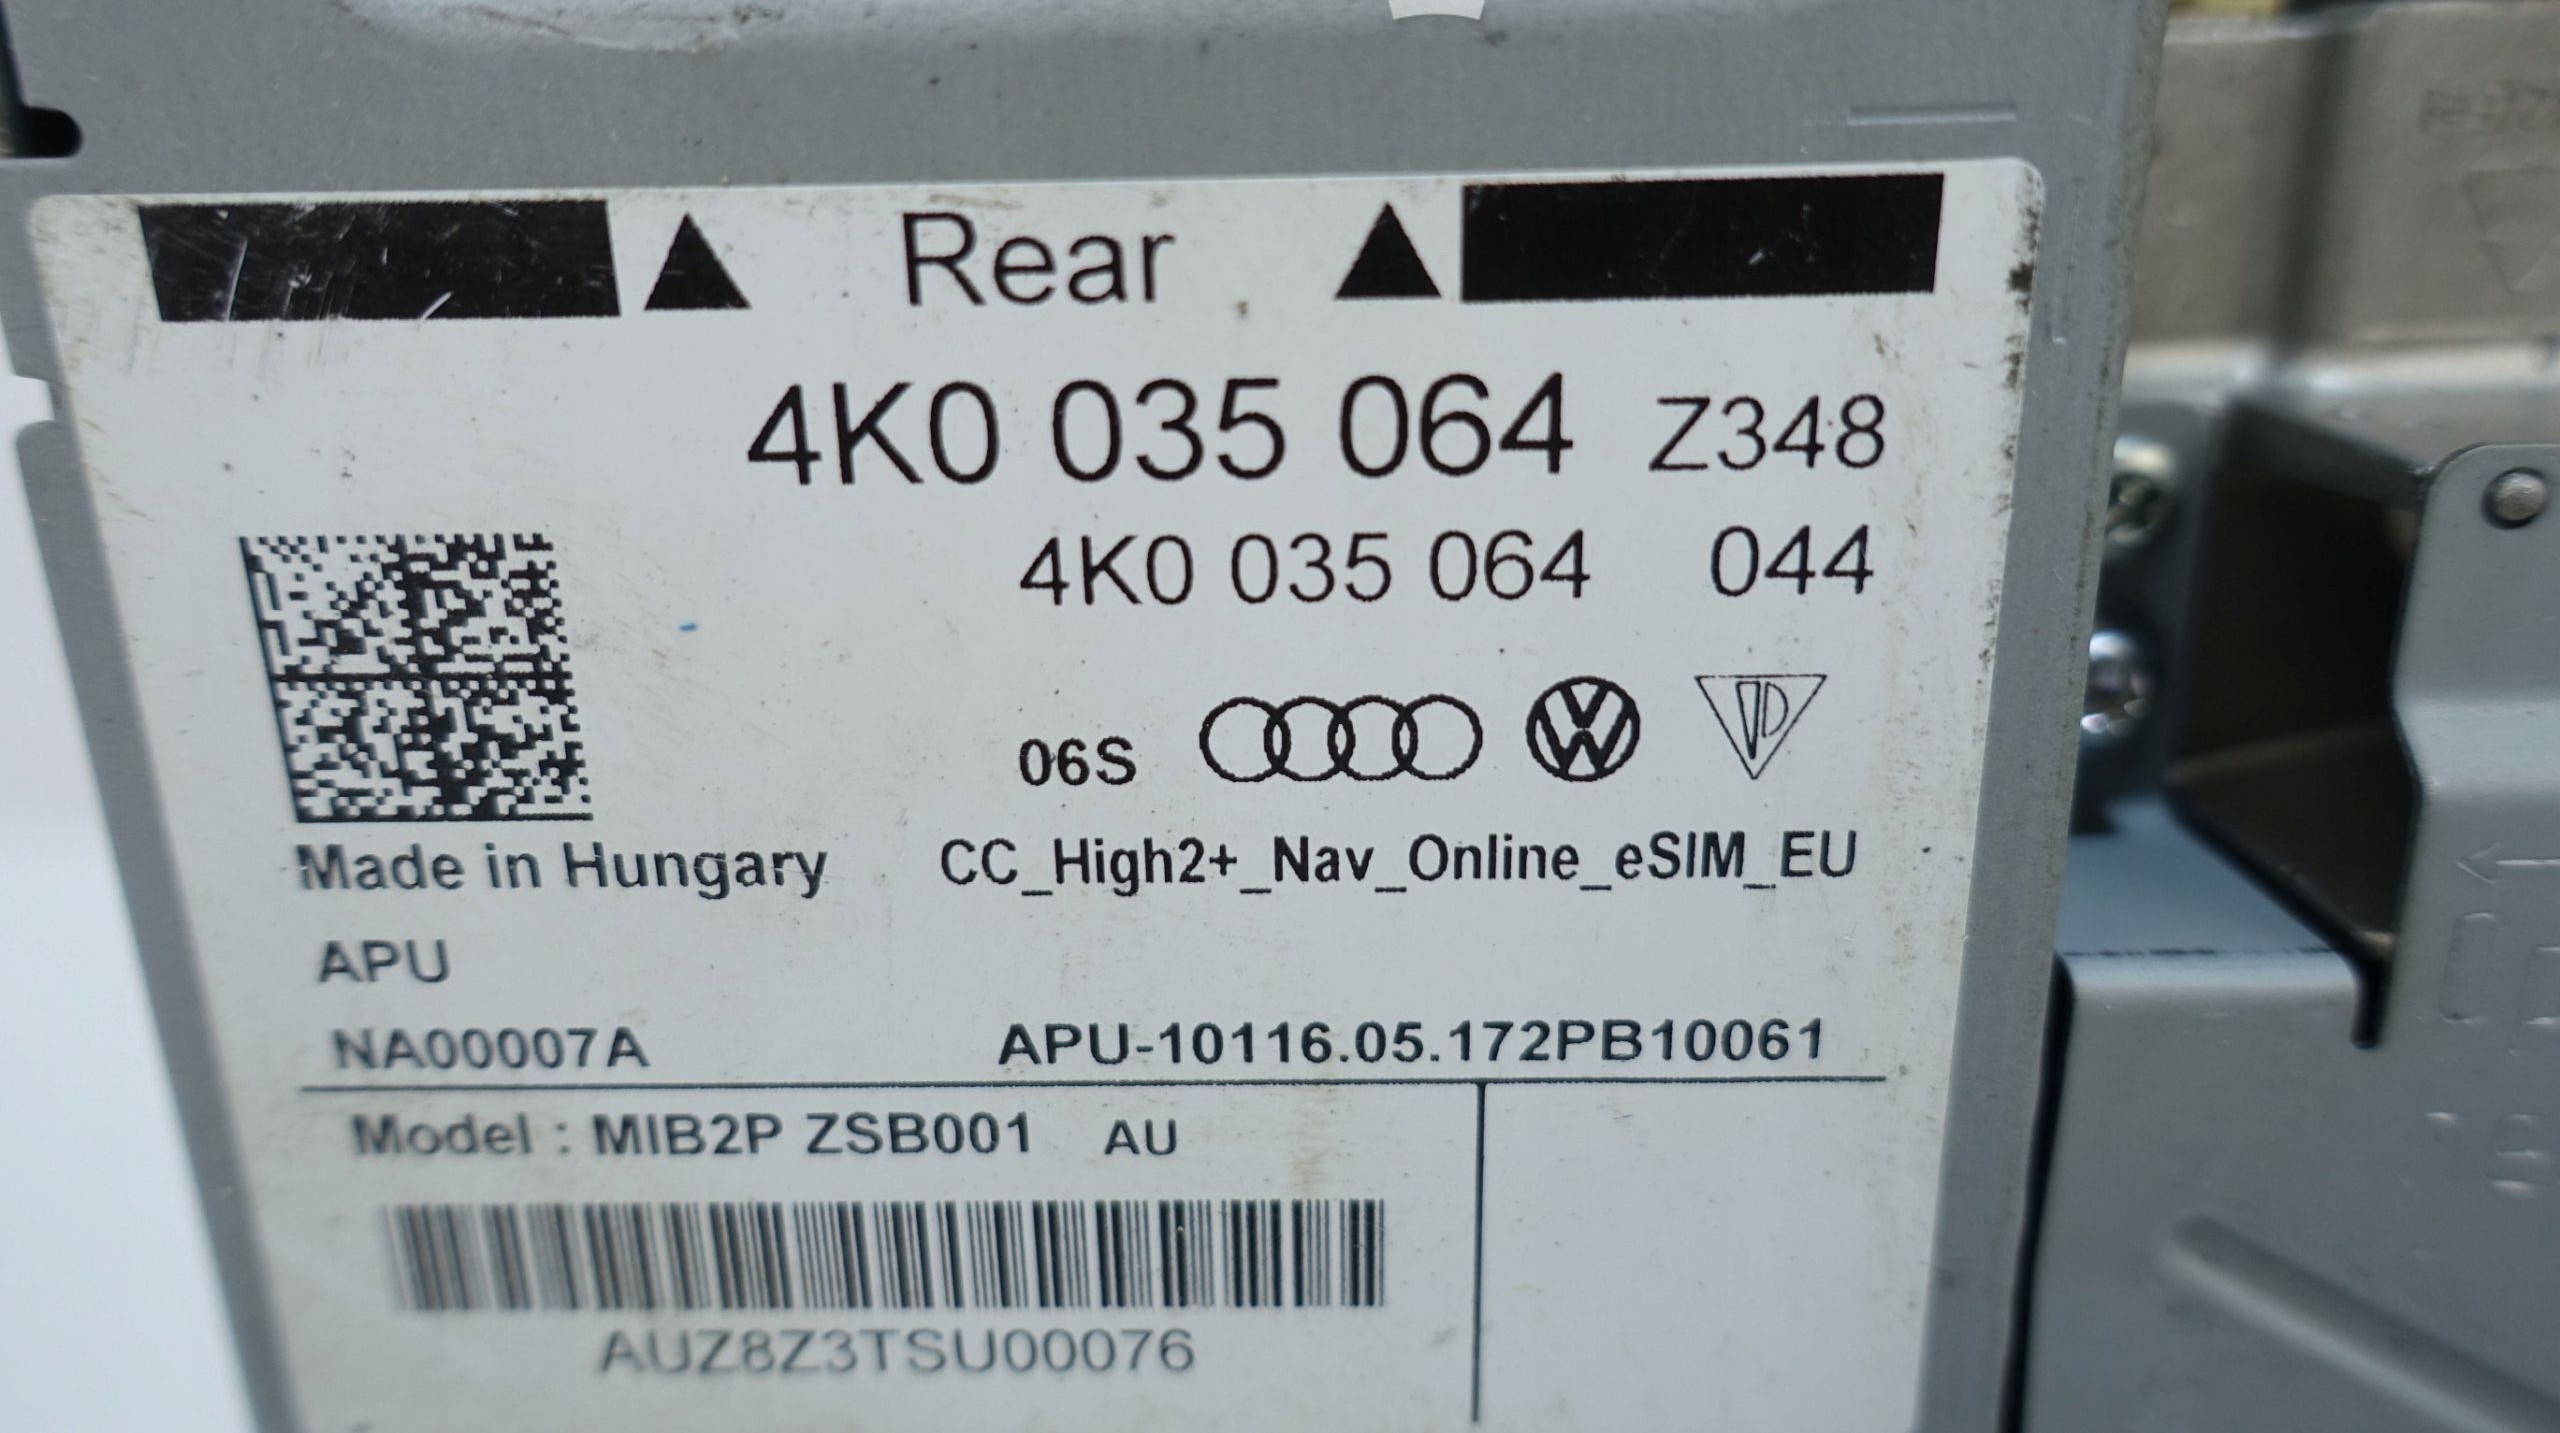 Rear
4K0 035 064 Z348
4K0 035 064 044
06S
Made in Hungary CC_High2+_Nav_Online_eSIM_EU
APU
NA00007A APU-10116.05.172PB10061
Model : MIB2P ZSB001 AU
AUZ8Z3TSU00076